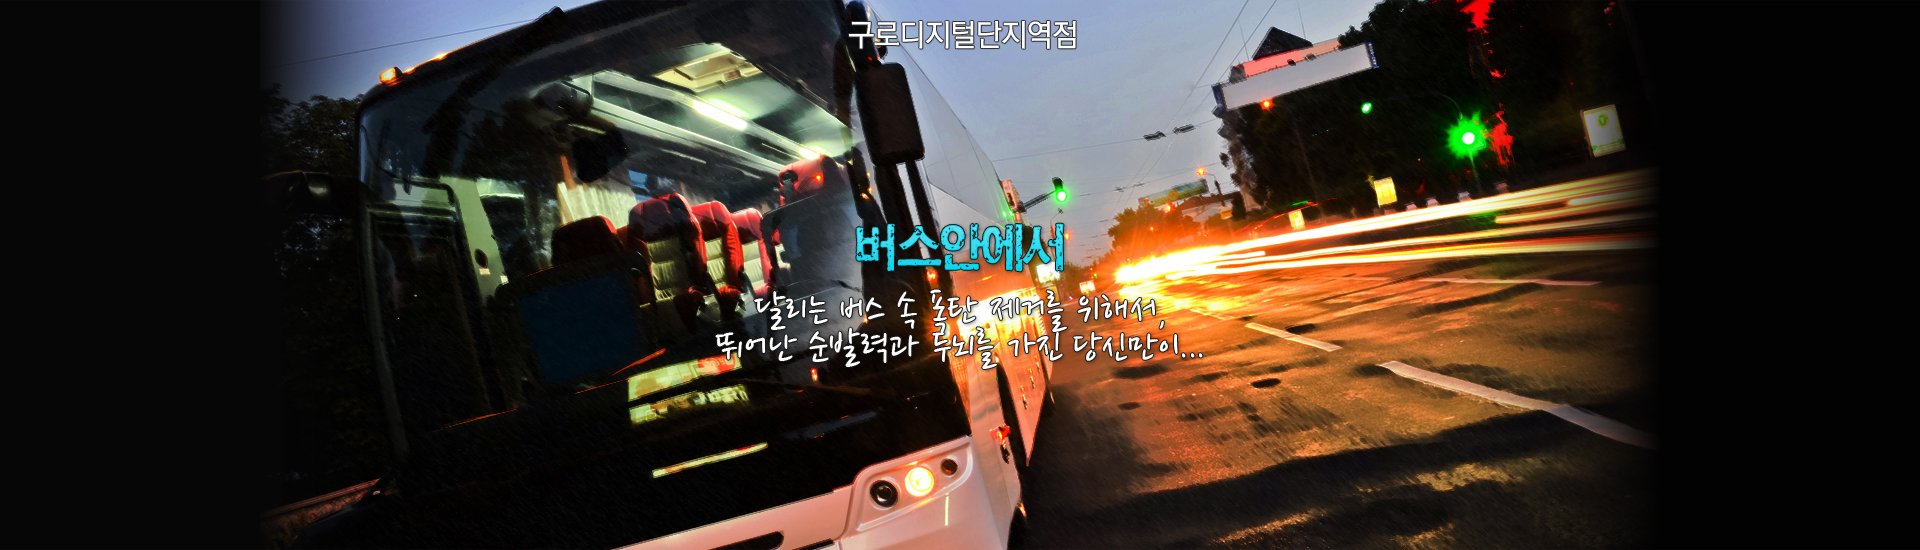 구로디지털단지역점
버스안에서
달리는 버스 속 폭탄 제거를 위해서,
뛰어난 순발력과 두뇌를 가진 당신만이...